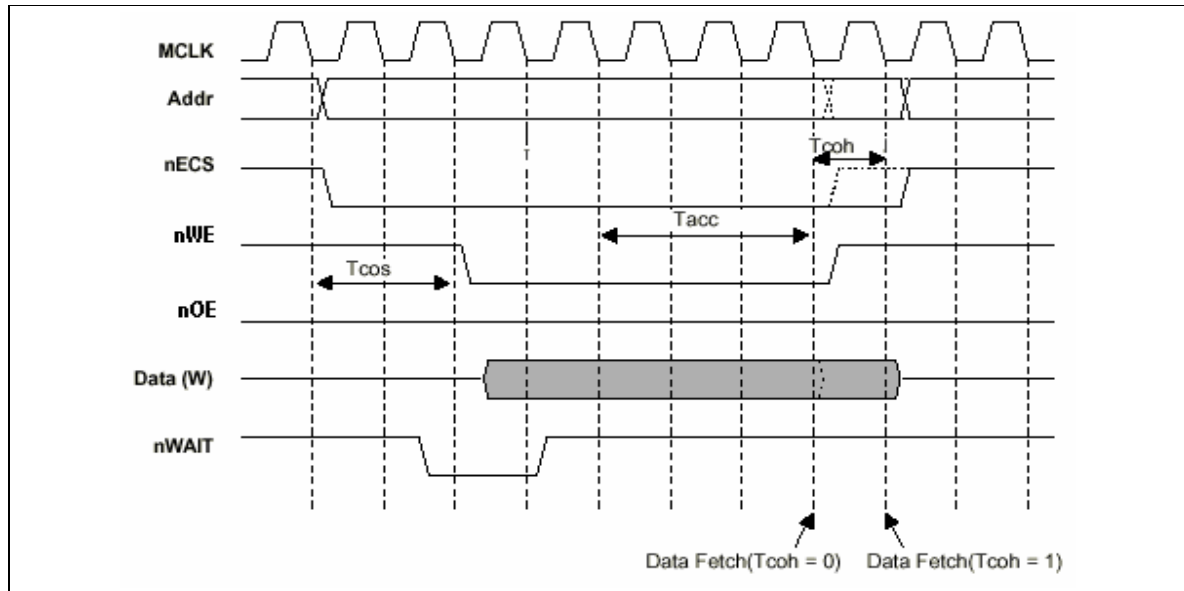 MCLK
Addr
T
Tcoh
nECS
Tacc
nWE
Tcos
nOE
Data (W)
nWAIT
Data Fetch(Tcoh = 0) Data Fetch(Tcoh = 1)